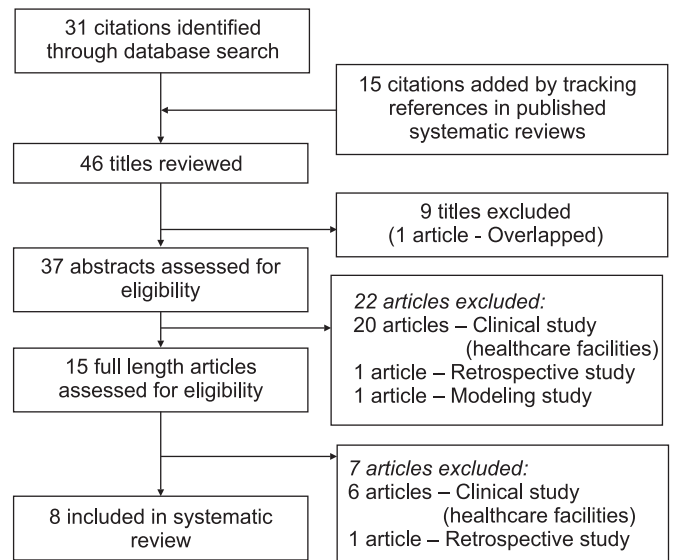 31 citations identified
through database search
15 citations added by tracking
references in published
systematic reviews
46 titles reviewed
9 titles excluded
(1 article - Overlapped)
37 abstracts assessed for
eligibility
22 articles excluded:
20 articles – Clinical study
(healthcare facilities)
1 article – Retrospective study
1 article – Modeling study
15 full length articles
assessed for eligibility
7 articles excluded:
6 articles – Clinical study
(healthcare facilities)
1 article – Retrospective study
8 included in systematic
review